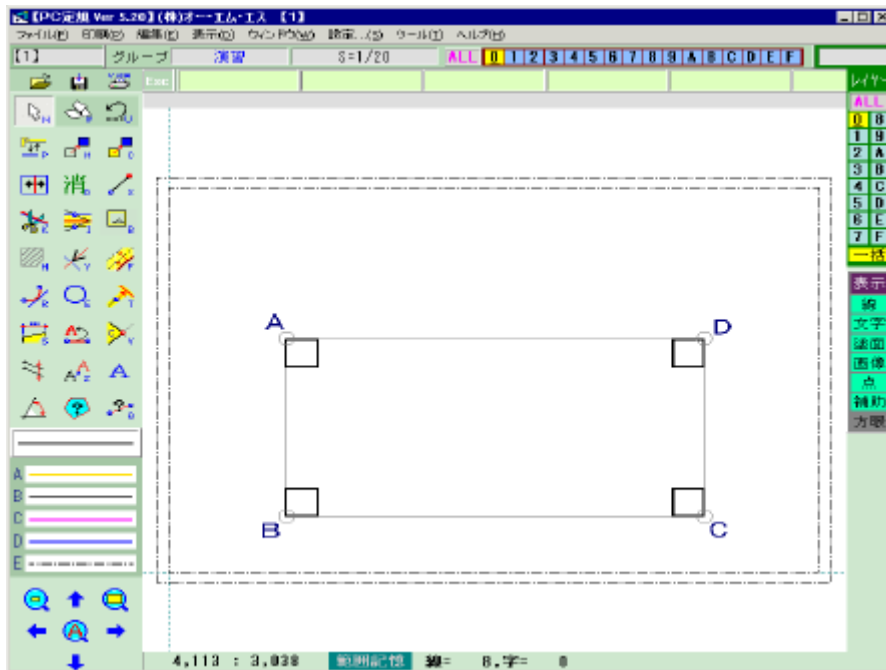 【PC定規 Ver 5.20】(株)オー・エム・エス 【1】
ファイル(F) 印刷(P) 編集(E) 表示(D) ウィンドウ(W) 設定...(S) ツール(T) ヘルプ(H)
【1】 グループ 演習 S=1/20 ALL 0 1 2 3 4 5 6 7 8 9 A B C D E F
Esc
レイヤー
ALL
0 8
1 9
2 A
3 B
4 C
5 D
6 E
7 F
一括
表示
線
文字
塗面
画像
点
補助
方眼
消
A D
B C
A
B
C
D
E
4,113 : 3,038 範囲記憶 線= 8,字= 0